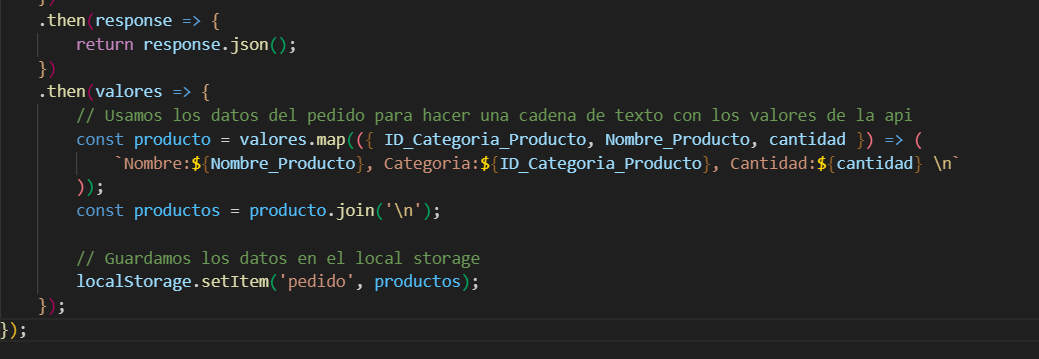 })
.then(response => {
return response.json();
})
.then(valores => {
// Usamos los datos del pedido para hacer una cadena de texto con los valores de la api
const producto = valores.map(({ ID_Categoria_Producto, Nombre_Producto, cantidad }) => (
`Nombre:${Nombre_Producto}, Categoria:${ID_Categoria_Producto}, Cantidad:${cantidad} \n`
));
const productos = producto.join('\n');
// Guardamos los datos en el local storage
localStorage.setItem('pedido', productos);
});
});